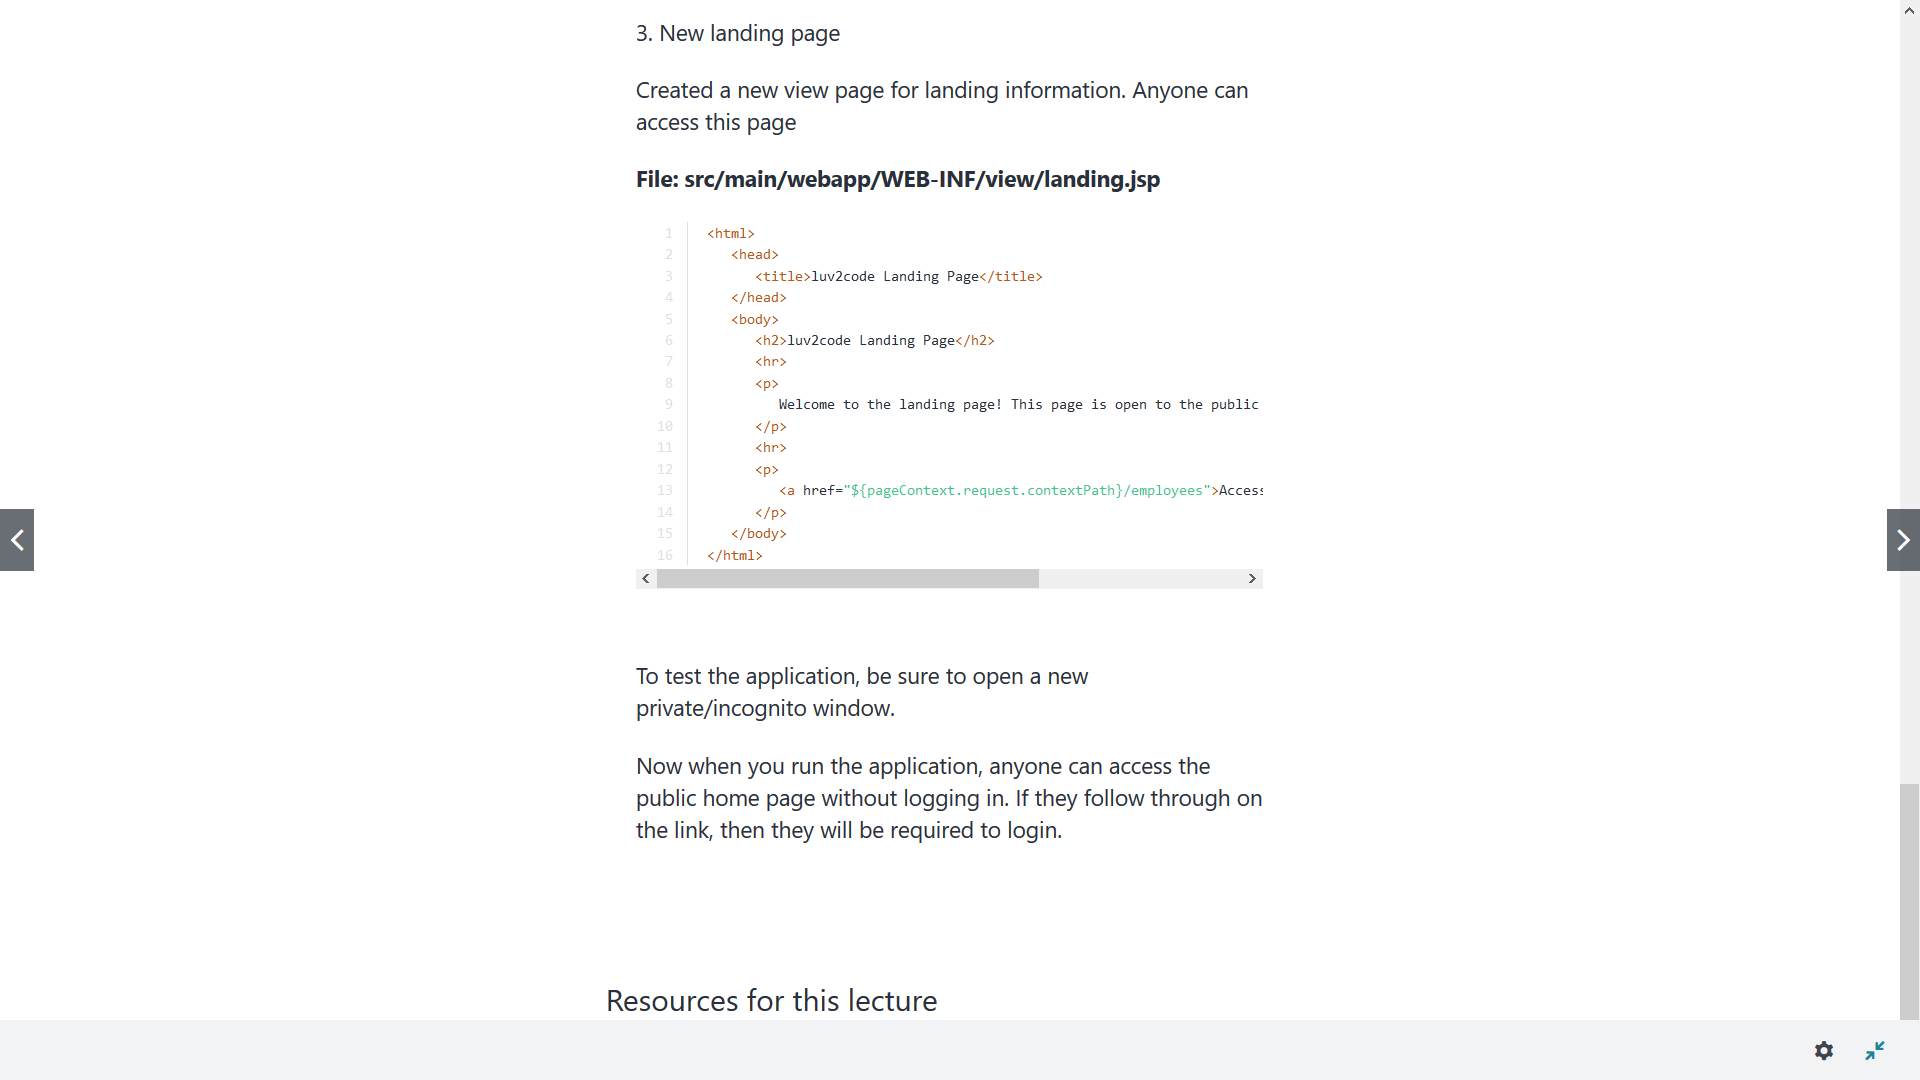 3. New landing page
Created a new view page for landing information. Anyone can
access this page
File: src/main/webapp/WEB-INF/view/landing.jsp
1 <html>
2 <head>
3 <title>luv2code Landing Page</title>
4 </head>
5 <body>
6 <h2>luv2code Landing Page</h2>
7 <hr>
8 <p>
9 Welcome to the landing page! This page is open to the public
10 </p>
11 <hr>
12 <p>
13 <a href="${pageContext.request.contextPath}/employees">Access
14 </p>
15 </body>
16 </html>
To test the application, be sure to open a new
private/incognito window.
Now when you run the application, anyone can access the
public home page without logging in. If they follow through on
the link, then they will be required to login.
Resources for this lecture